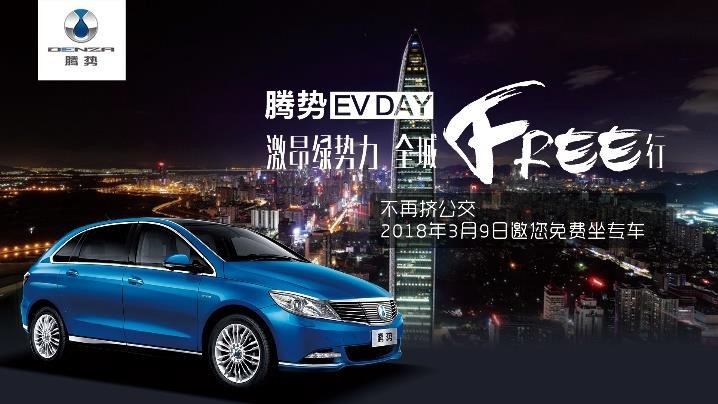 DENZA
腾势
腾势 EV DAY
激昂绿势力 全城 FREE行
不再挤公交
2018年3月9日邀您免费坐专车
腾势